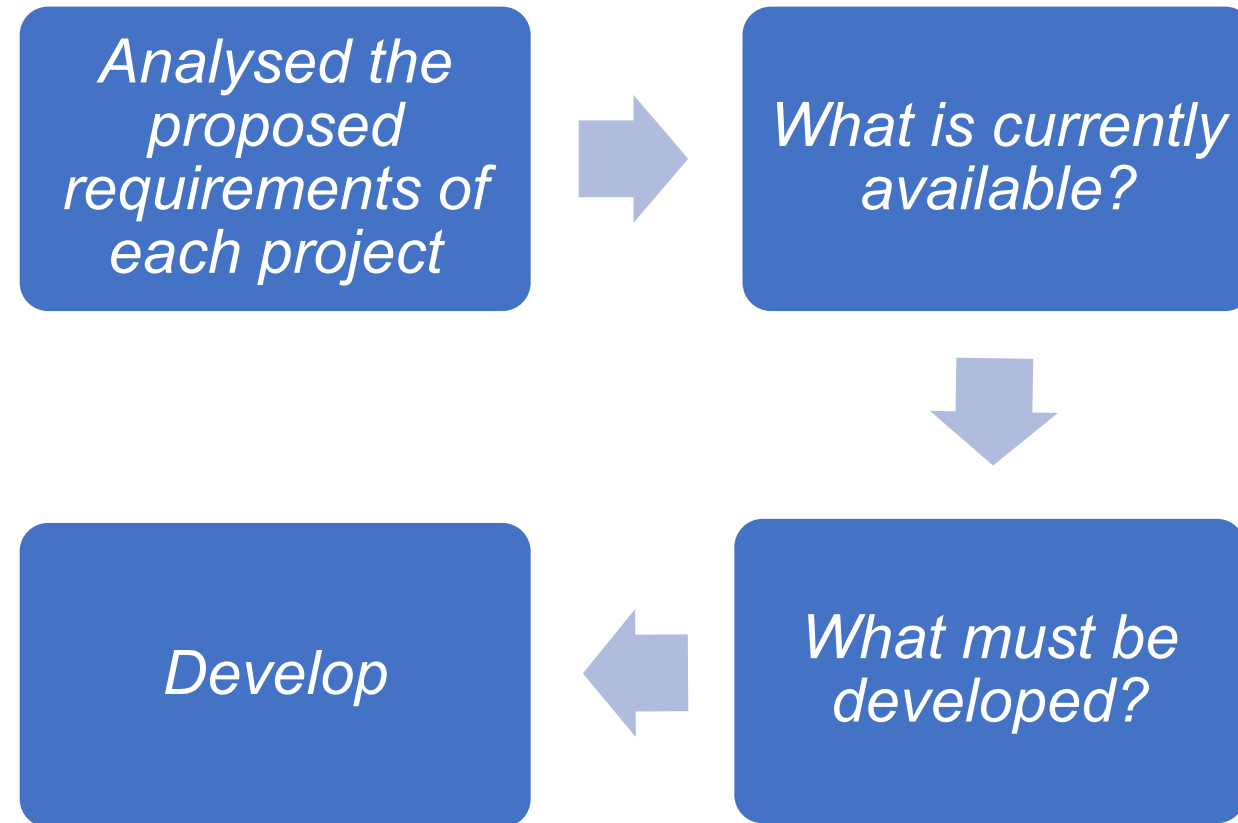 Analysed the
proposed
requirements of
each project
What is currently
available?
What must be
developed?
Develop